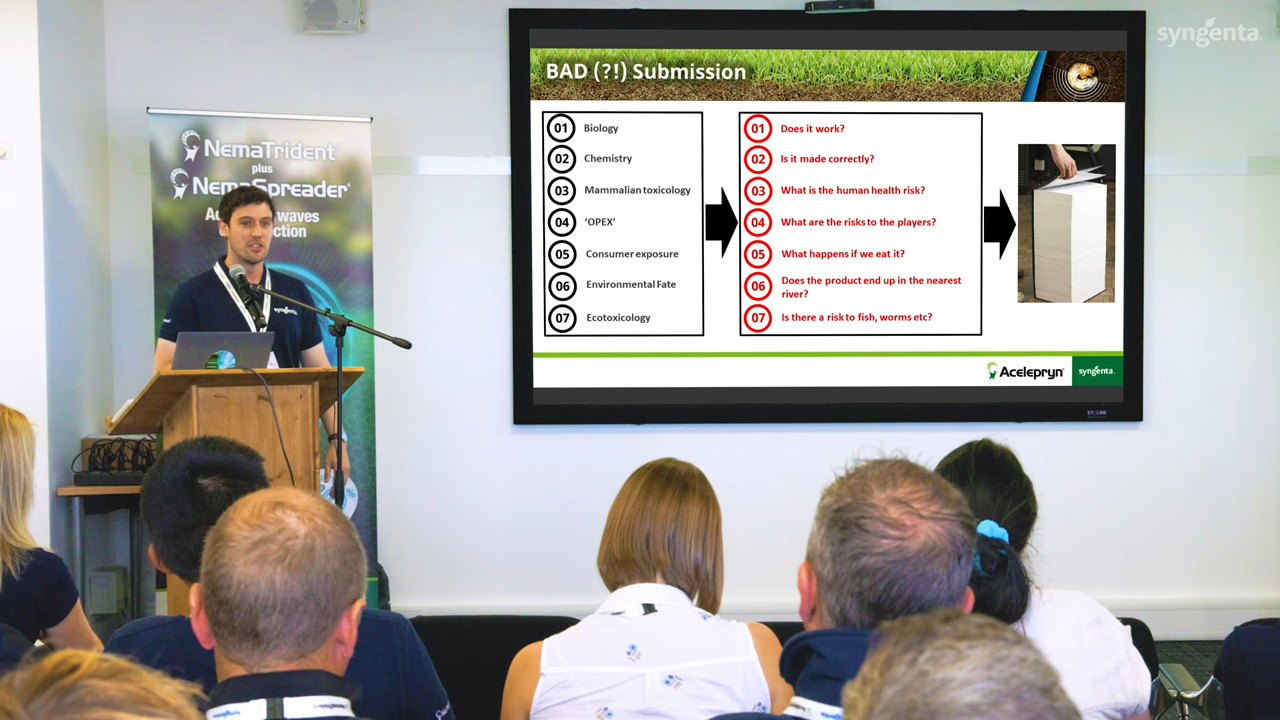 syngenta
BAD (?!) Submission
01 Biology
02 Chemistry
03 Mammalian toxicology
04 ‘OPEX’
05 Consumer exposure
06 Environmental Fate
07 Ecotoxicology
01 Does it work?
02 Is it made correctly?
03 What is the human health risk?
04 What are the risks to the players?
05 What happens if we eat it?
06 Does the product end up in the nearest
river?
07 Is there a risk to fish, worms etc?
Acelepryn
syngenta
NemaTrident
plus
NemaSpreader®
waves
syngenta